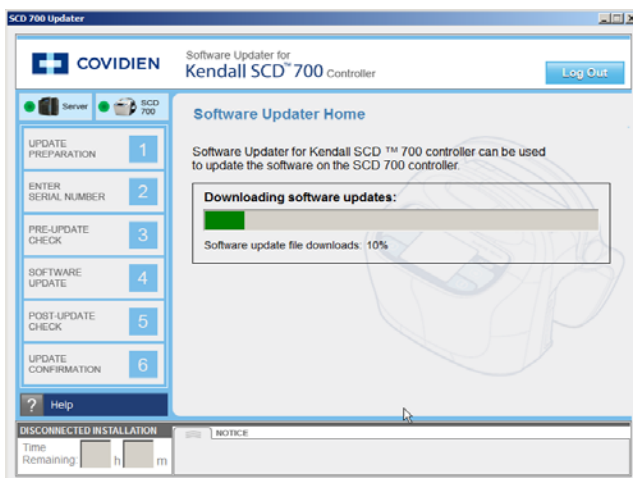 SCD 700 Updater
COVIDIEN
Software Updater for
Kendall SCD™ 700 Controller
Log Out
Server
SCD
700
Software Updater Home
Software Updater for Kendall SCD ™ 700 controller can be used
to update the software on the SCD 700 controller.
Downloading software updates:
Software update file downloads: 10%
UPDATE
PREPARATION
1
ENTER
SERIAL NUMBER
2
PRE-UPDATE
CHECK
3
SOFTWARE
UPDATE
4
POST-UPDATE
CHECK
5
UPDATE
CONFIRMATION
6
? Help
DISCONNECTED INSTALLATION
Time
Remaining: h m
NOTICE